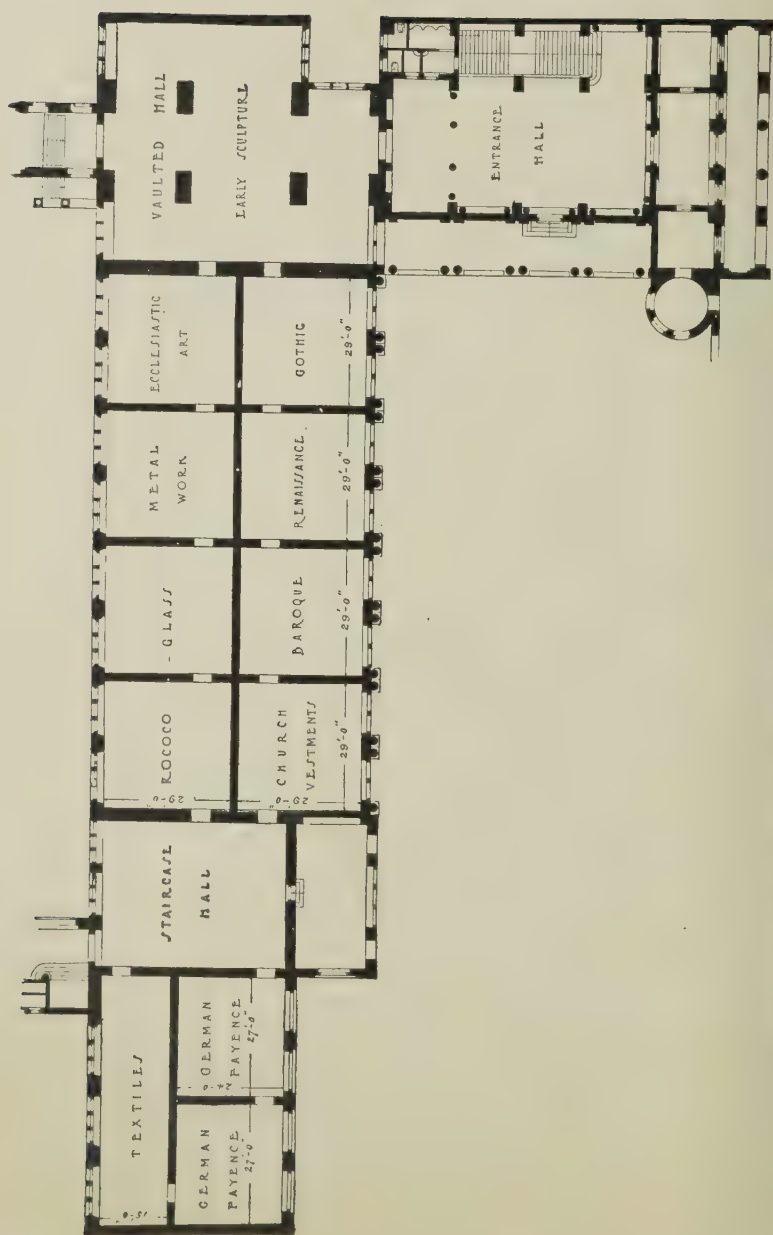 VAULTED HALL
EARLY SCULPTURE
ENTRANCE
HALL
ECCLESIASTIC
ART
GOTHIC
29'-0"
METAL
WORK
RENAISSANCE.
29'-0"
GLASS
BAROQUE
29'-0"
ROCOCO
29'-0"
CHURCH
VESTMENTS
29'-0"
STAIRCASE
HALL
TEXTILES
15'-0"
GERMAN
FAYENCE
27'-0"
GERMAN
FAYENCE
27'-0"